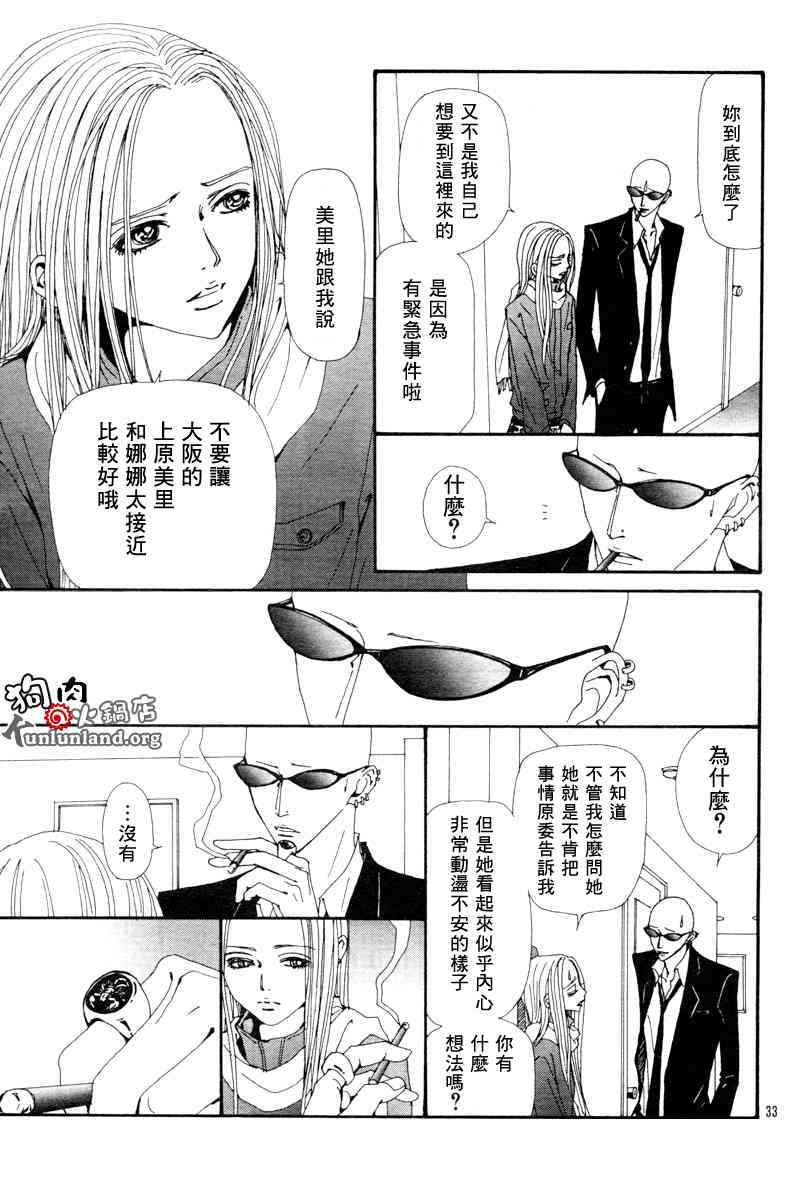 妳到底怎麼了
又不是我自己
想要到這裡來的
是因為
有緊急事件啦
美里她跟我說
不要讓
大阪的
上原美里
和娜娜太接近
比較好哦
什麼？
為什麼？
不知道
不管我怎麼問她
她就是不肯把
事情原委告訴我
但是她看起來似乎內心
非常動盪不安的樣子
你有
什麼
想法嗎？
…沒有
狗肉火鍋店
Kunlunland.org
33